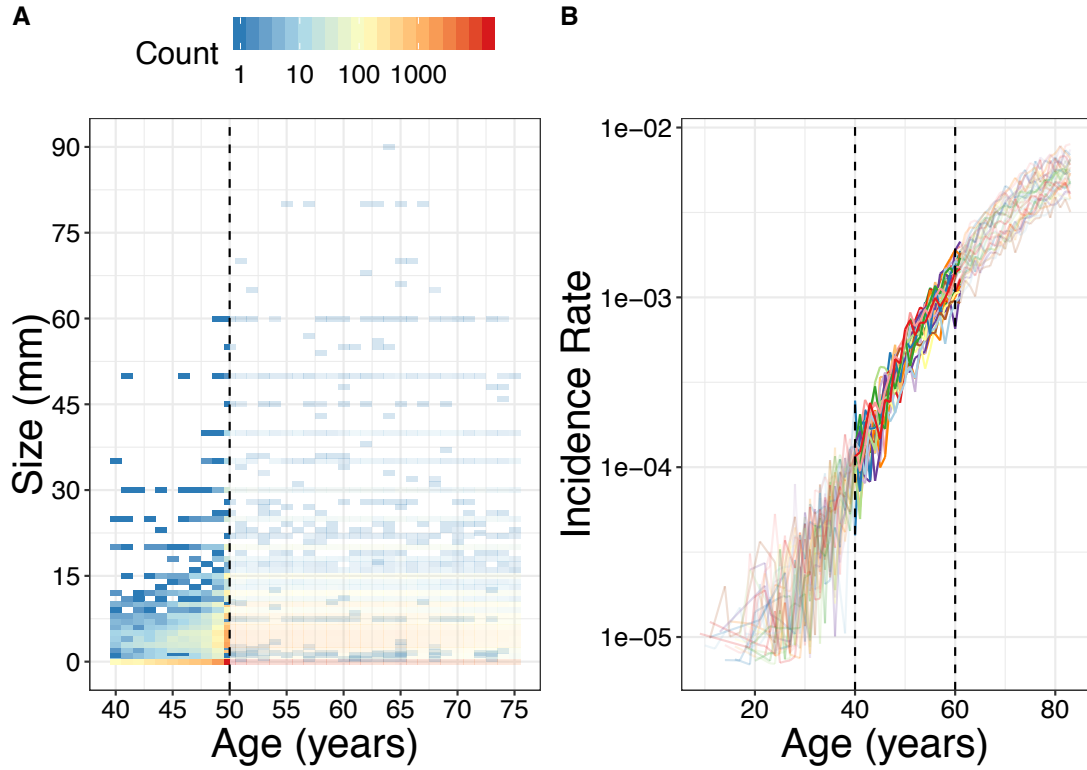 A
Count
1 10 100 1000
Size (mm)
90
75
60
45
30
15
0
40 45 50 55 60 65 70 75
Age (years)
B
Incidence Rate
1e−02
1e−03
1e−04
1e−05
20 40 60 80
Age (years)